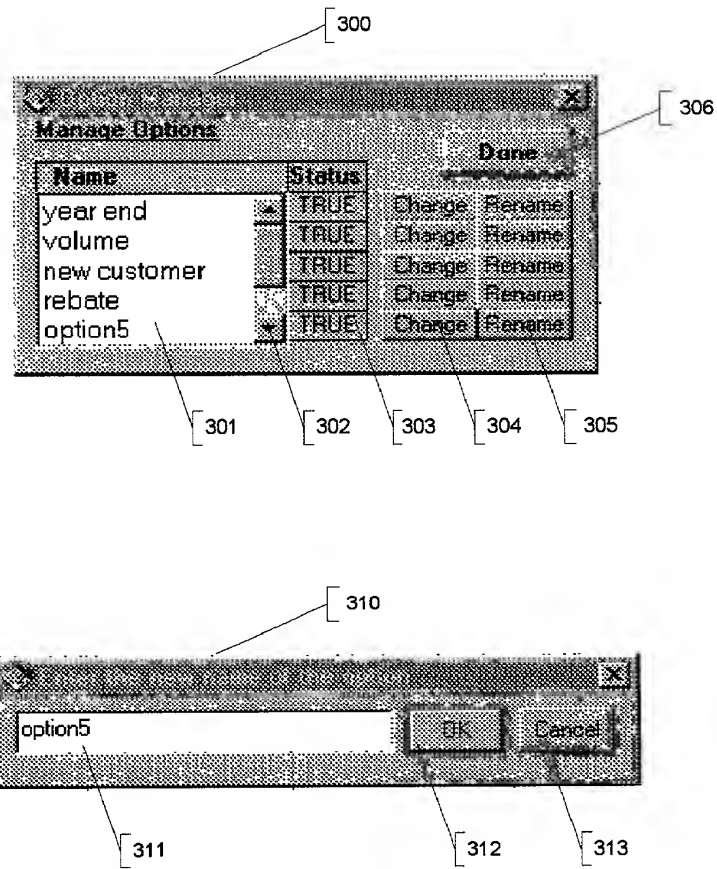 300
306
Manage Options
Done
Name Status
year end TRUE Change Rename
volume TRUE Change Rename
new customer TRUE Change Rename
rebate TRUE Change Rename
option5 TRUE Change Rename
301 302 303 304 305
310
option5 OK Cancel
311 312 313